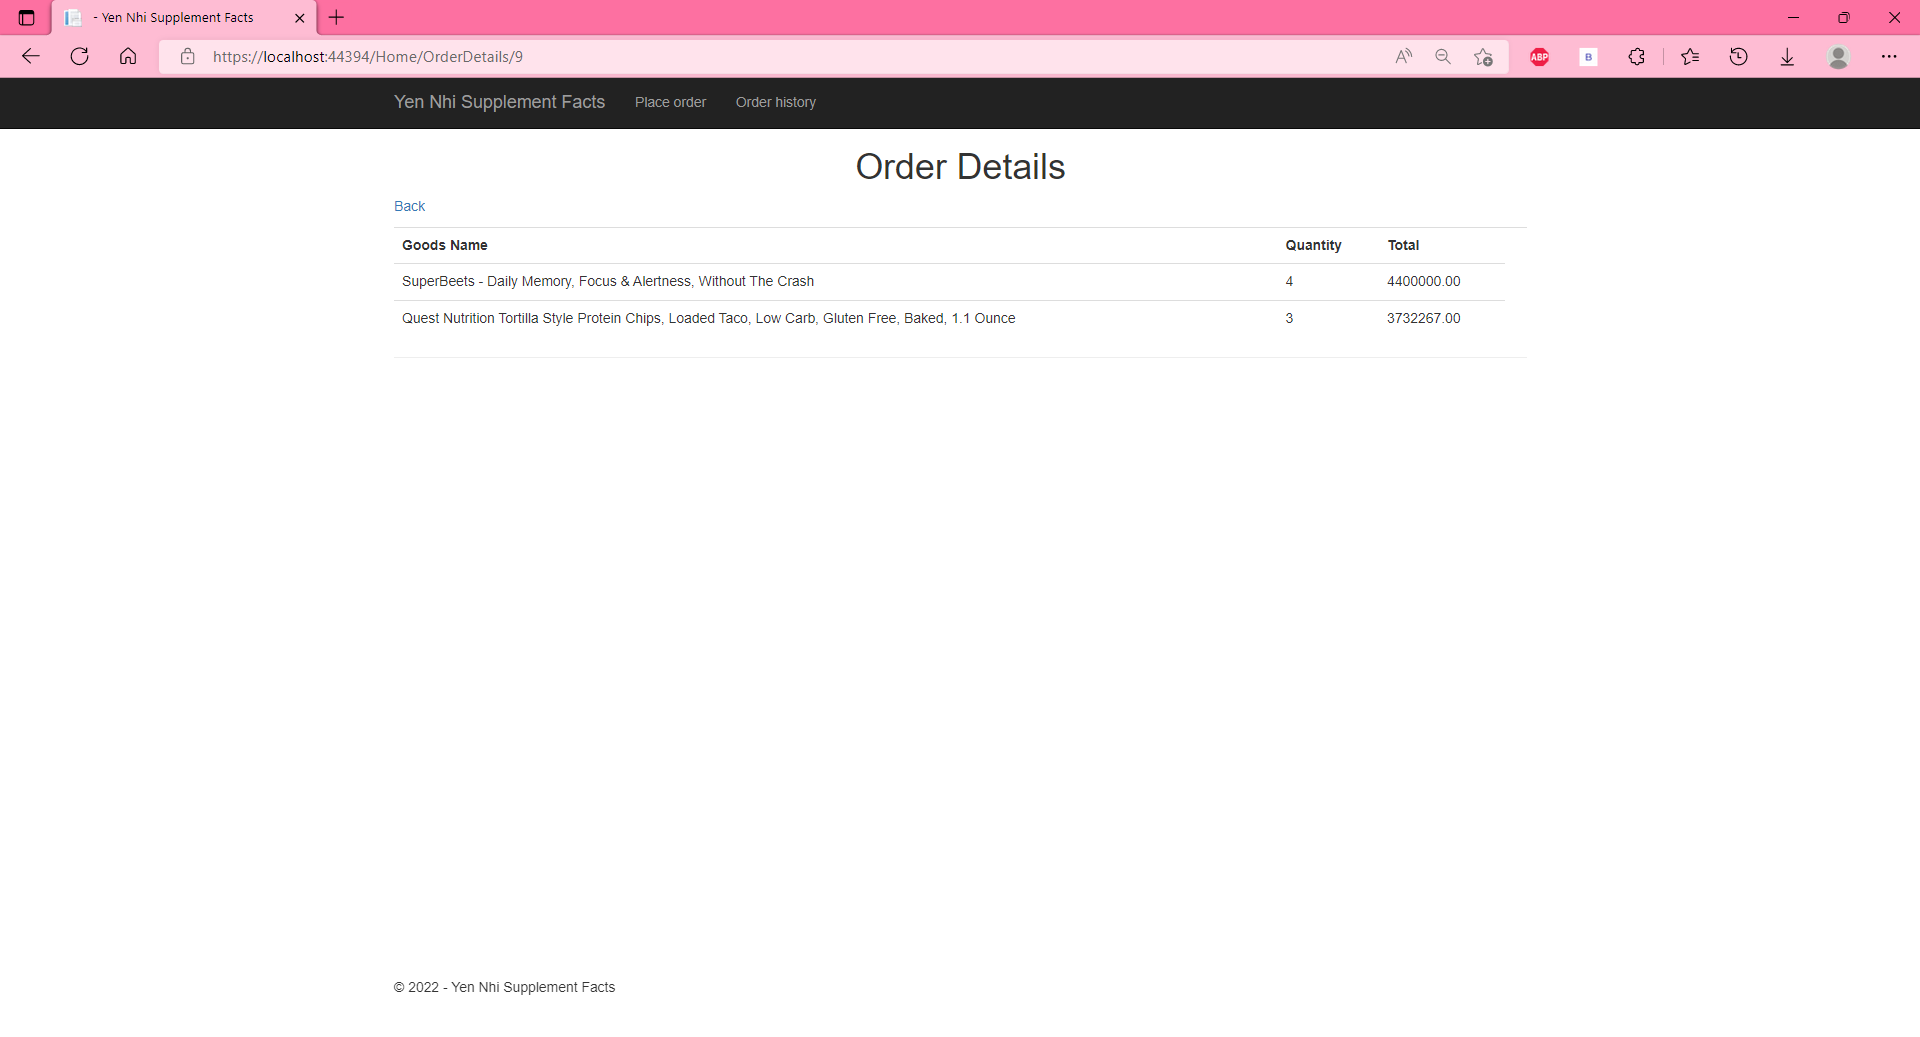 - Yen Nhi Supplement Facts
https://localhost:44394/Home/OrderDetails/9
ABP
B
Yen Nhi Supplement Facts Place order Order history
Order Details
Back
Goods Name Quantity Total
SuperBeets - Daily Memory, Focus & Alertness, Without The Crash 4 4400000.00
Quest Nutrition Tortilla Style Protein Chips, Loaded Taco, Low Carb, Gluten Free, Baked, 1.1 Ounce 3 3732267.00
© 2022 - Yen Nhi Supplement Facts